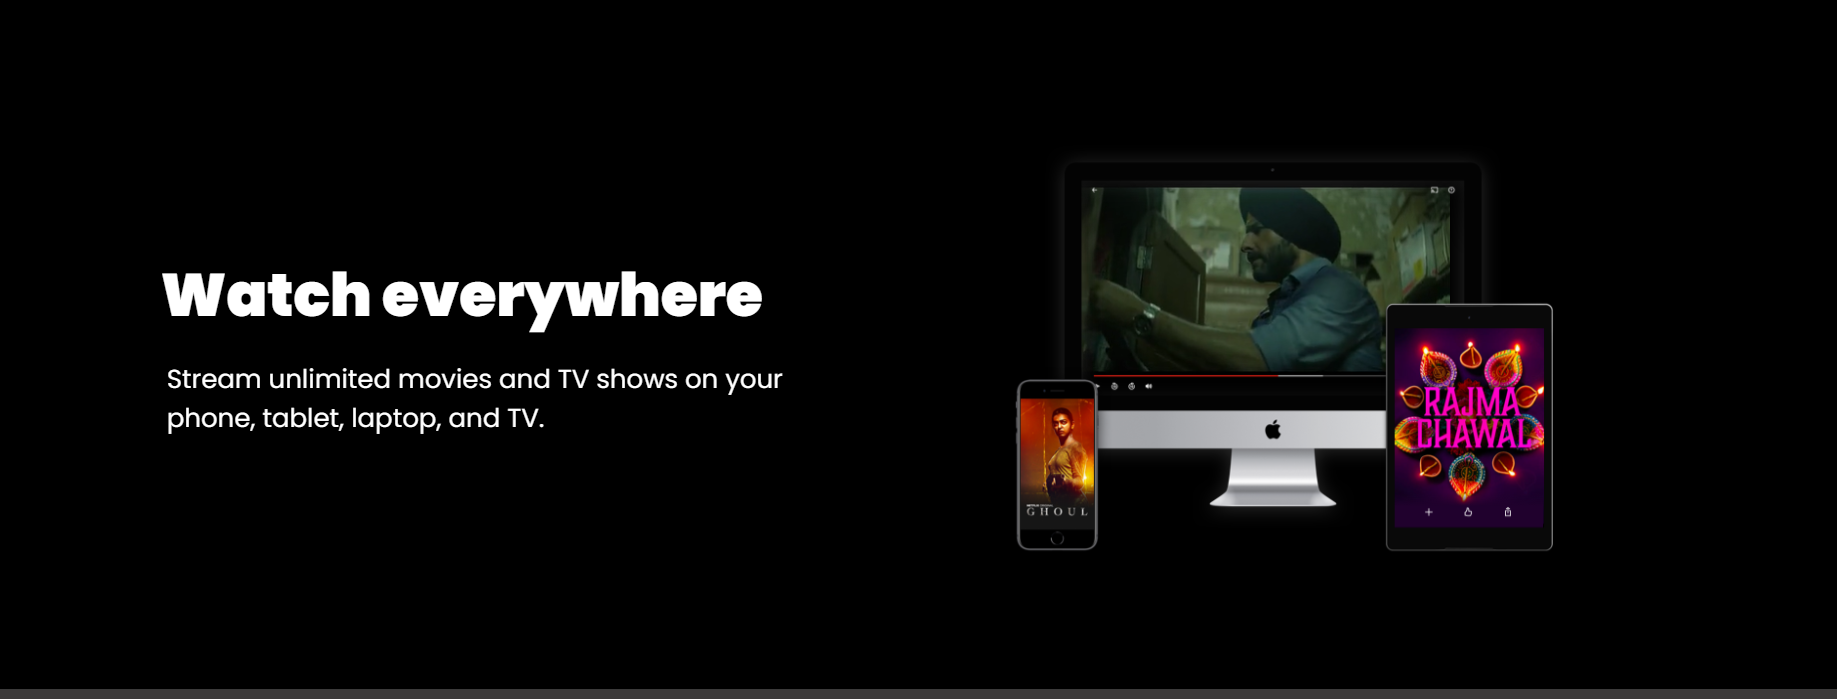 Watch everywhere
Stream unlimited movies and TV shows on your
phone, tablet, laptop, and TV.
GHOUL
RAJMA
CHAWAL